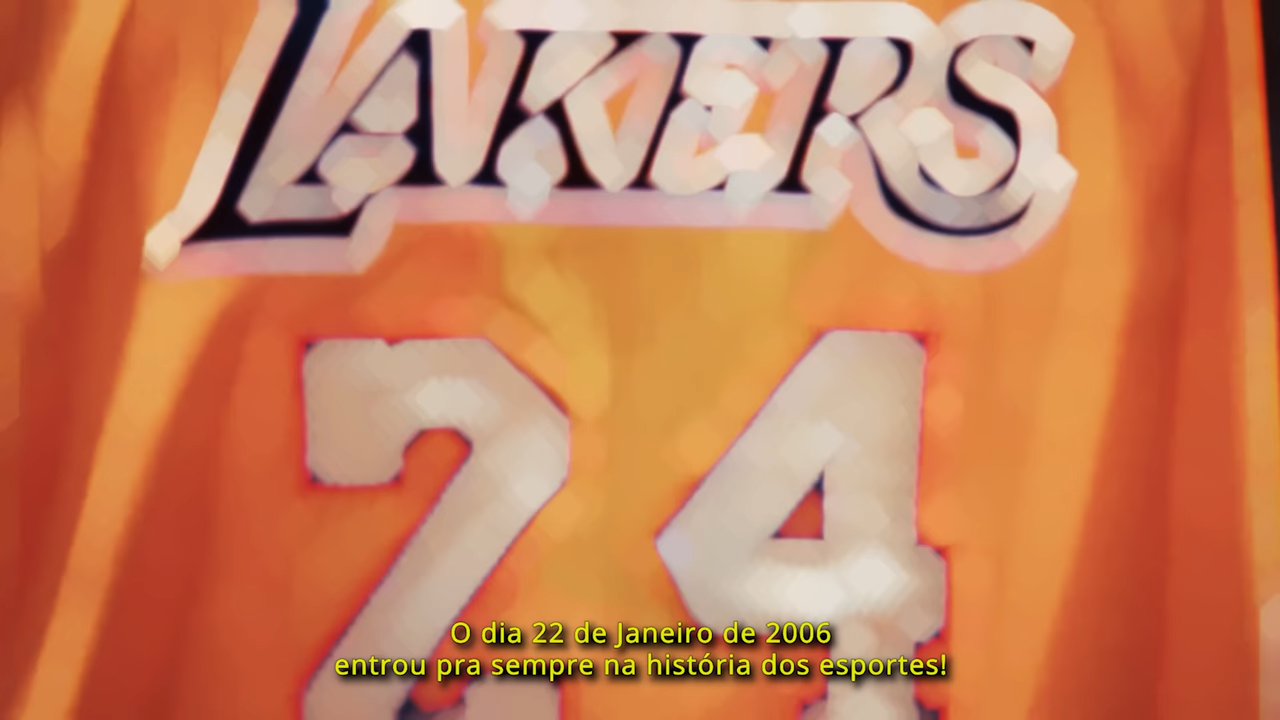 LAKERS
24
O dia 22 de Janeiro de 2006
entrou pra sempre na história dos esportes!